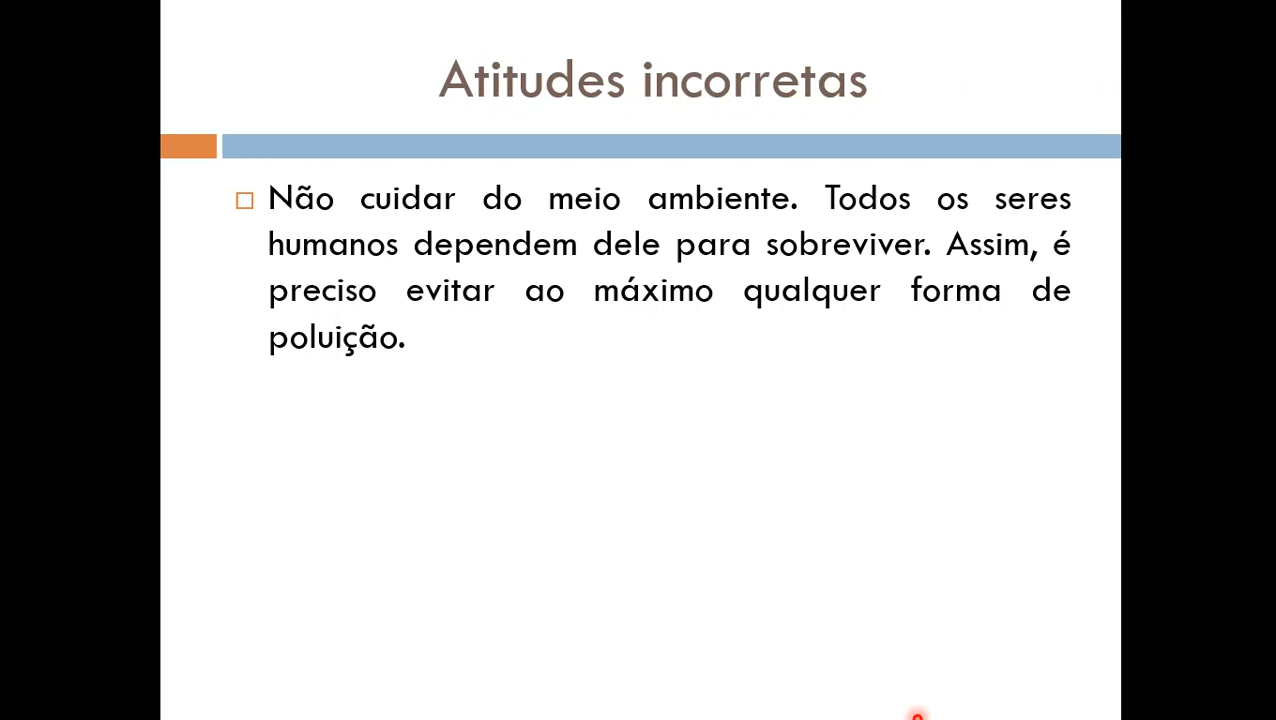 Atitudes incorretas
Não cuidar do meio ambiente. Todos os seres
humanos dependem dele para sobreviver. Assim, é
preciso evitar ao máximo qualquer forma de
poluição.